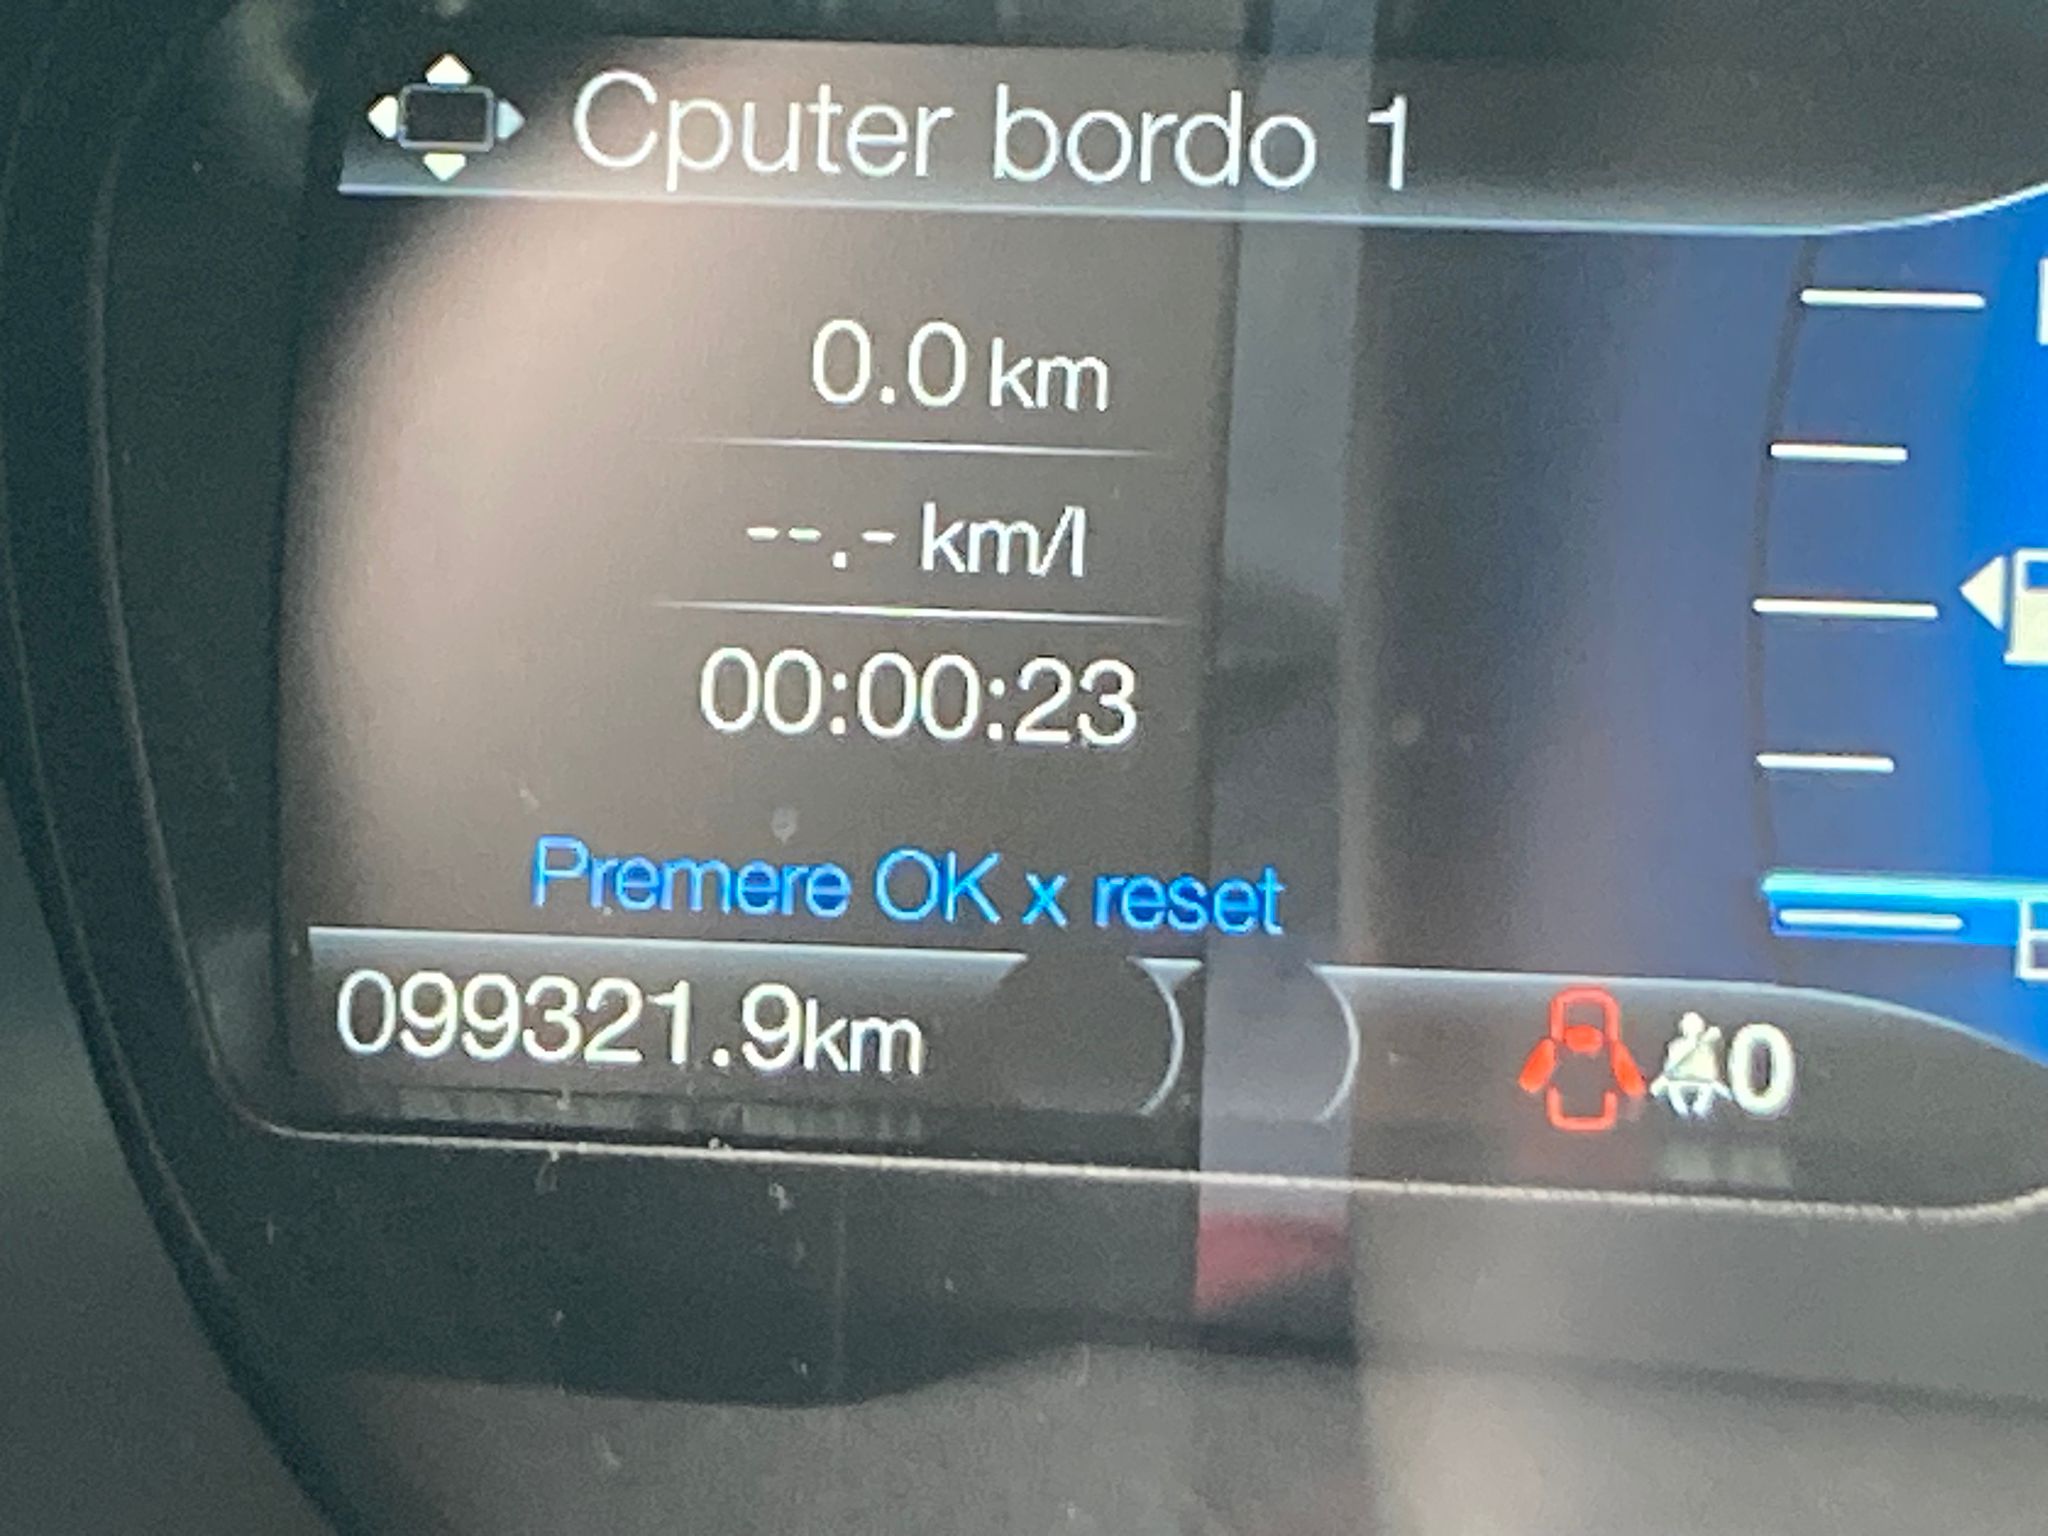 Cputer bordo 1
0.0 km
--.- km/l
00:00:23
Premere OK x reset
099321.9km
0